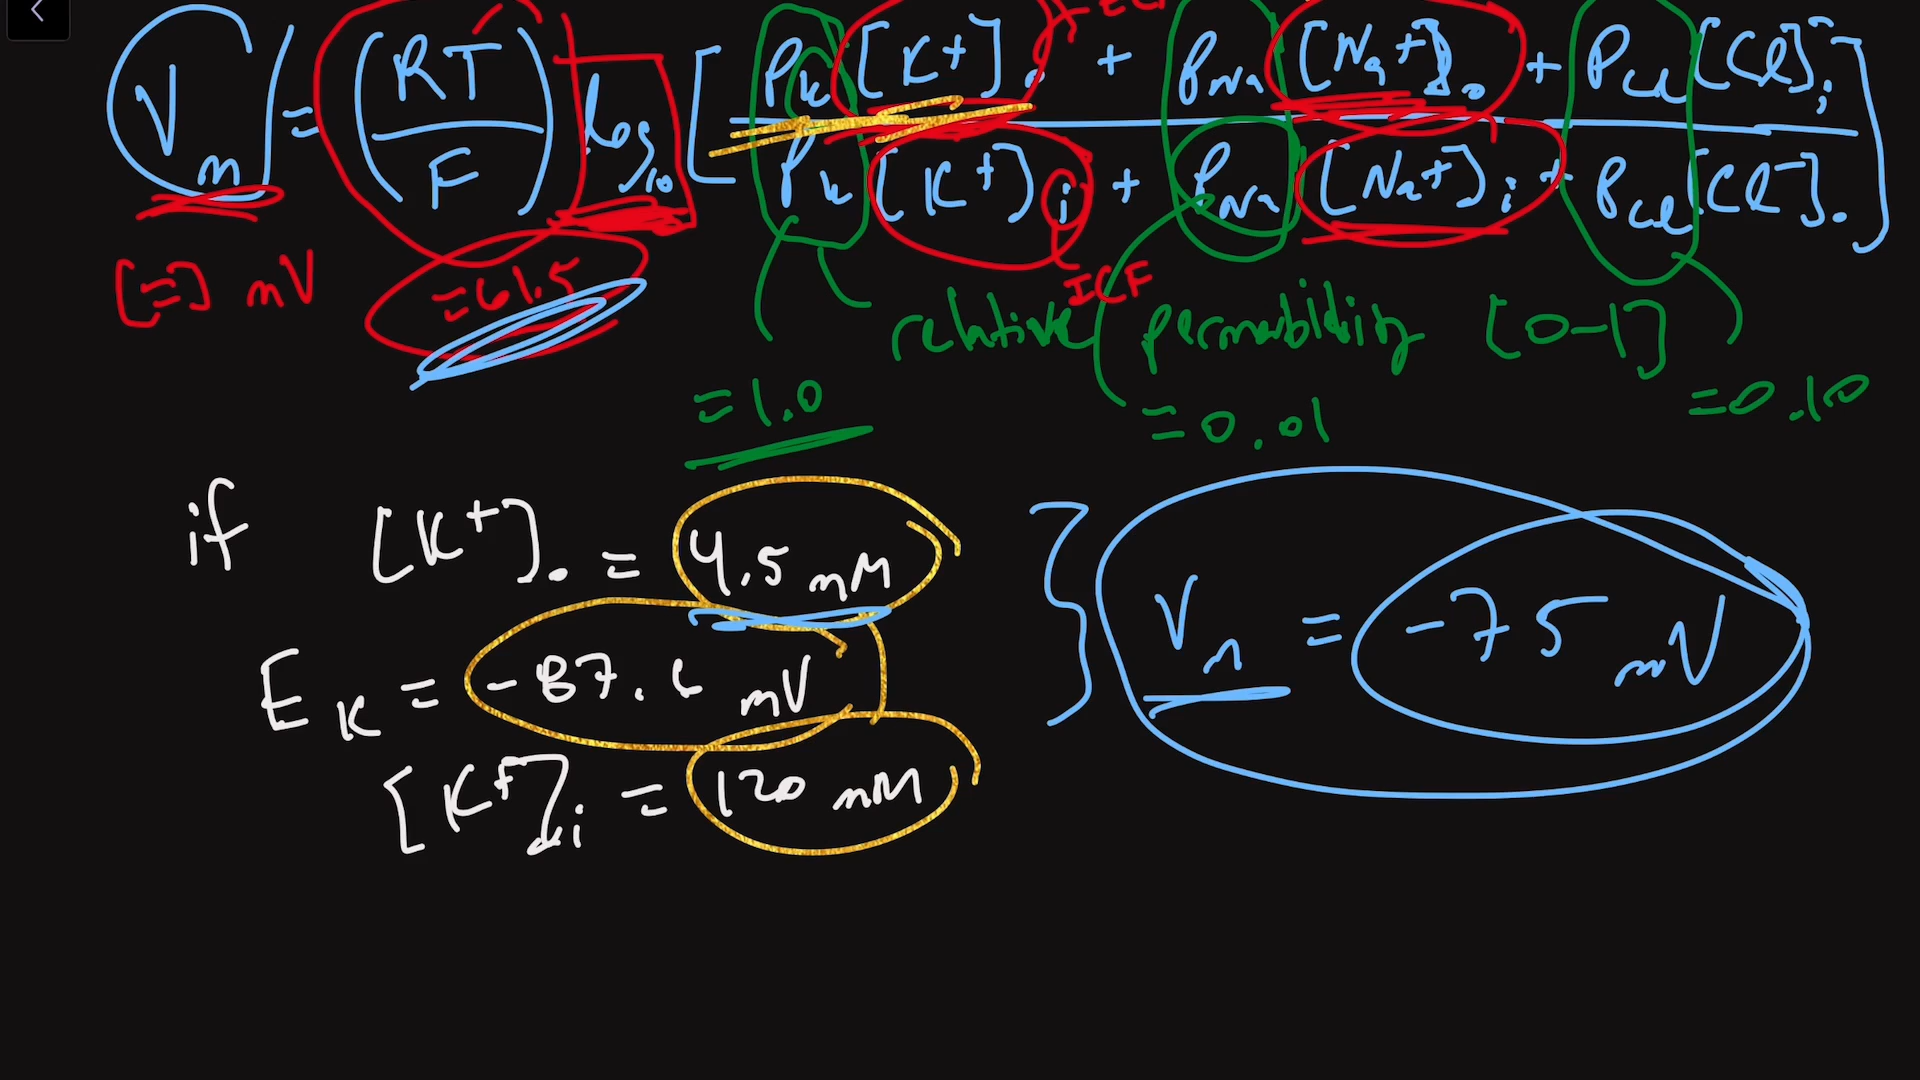 ECF
Vm = (RT/F) log10 [PK[K+]o + PNa[Na+]o + PCl[Cl]i
PK[K+]i + PNa[Na+]i + PCl[Cl-]o]
[=] mV
=61.5
ICF
relative permability [0-1]
=1.0
=0.01
=0.10
if [K+]o = 4.5 mM
EK = -87.6 mV
[K+]i = 120 mM
Vm = -75 mV